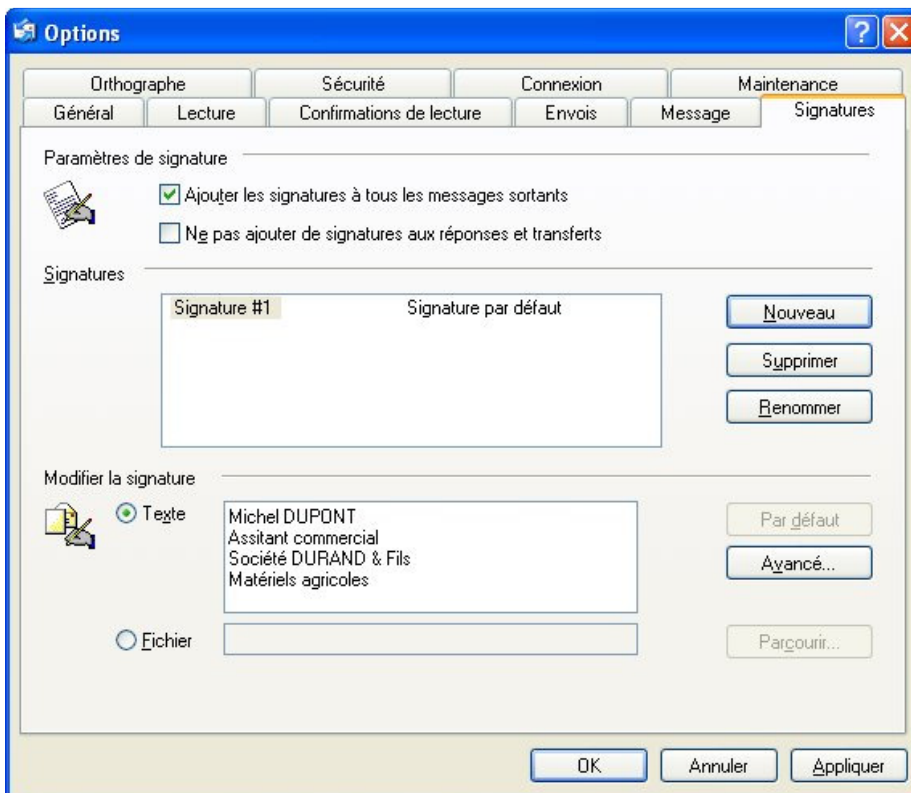 Options
Orthographe Sécurité Connexion Maintenance
Général Lecture Confirmations de lecture Envois Message Signatures
Paramètres de signature
Ajouter les signatures à tous les messages sortants
Ne pas ajouter de signatures aux réponses et transferts
Signatures
Signature #1 Signature par défaut
Nouveau
Supprimer
Renommer
Modifier la signature
Texte
Michel DUPONT
Assitant commercial
Société DURAND & Fils
Matériels agricoles
Par défaut
Avancé...
Fichier
Parcourir...
OK Annuler Appliquer